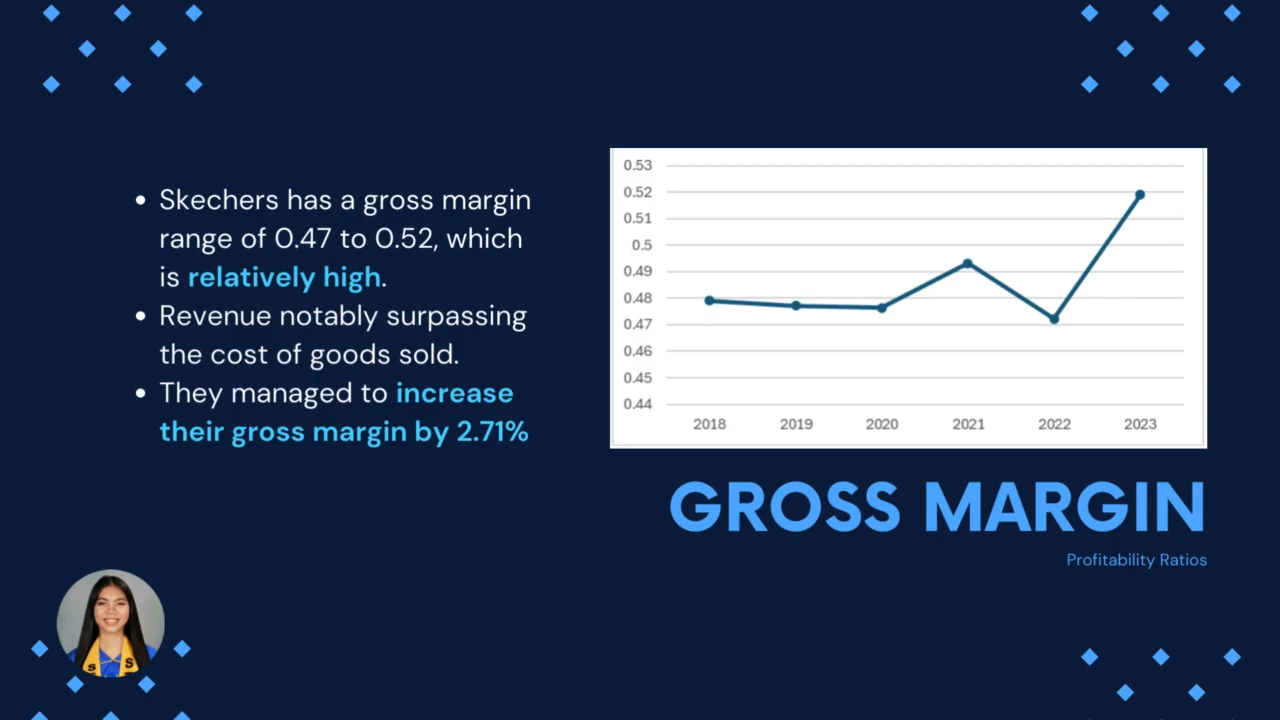 Skechers has a gross margin
range of 0.47 to 0.52, which
is relatively high.
Revenue notably surpassing
the cost of goods sold.
They managed to increase
their gross margin by 2.71%
0.53
0.52
0.51
0.5
0.49
0.48
0.47
0.46
0.45
0.44
2018 2019 2020 2021 2022 2023
GROSS MARGIN
Profitability Ratios
S S